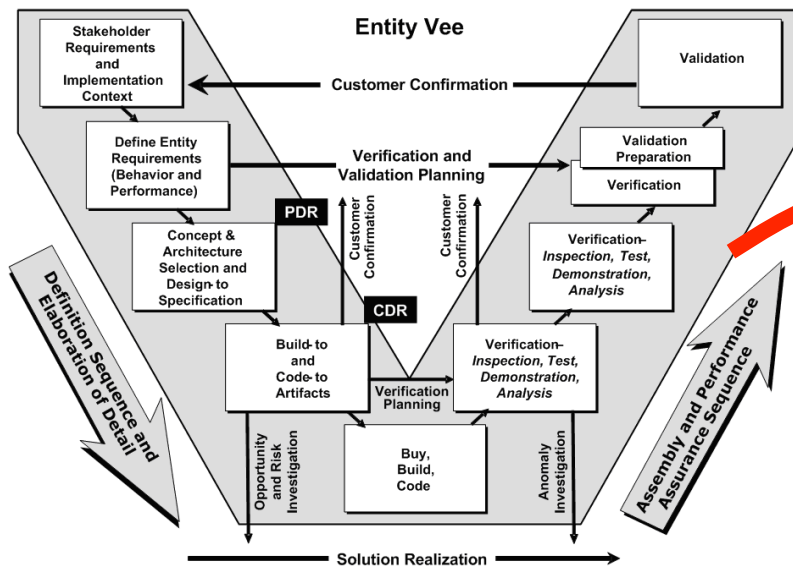 Entity Vee
Stakeholder
Requirements
and
Implementation
Context
Customer Confirmation
Validation
Define Entity
Requirements
(Behavior and
Performance)
Verification and
Validation Planning
Validation
Preparation
Verification
PDR
Concept &
Architecture
Selection and
Design-to
Specification
Customer
Confirmation
Customer
Confirmation
Verification–
Inspection, Test,
Demonstration,
Analysis
CDR
Build-to
and
Code-to
Artifacts
Verification
Planning
Verification–
Inspection, Test,
Demonstration,
Analysis
Buy,
Build,
Code
Opportunity
and Risk
Investigation
Anomaly
Investigation
Definition Sequence and
Elaboration of Detail
Assembly and Performance
Assurance Sequence
Solution Realization